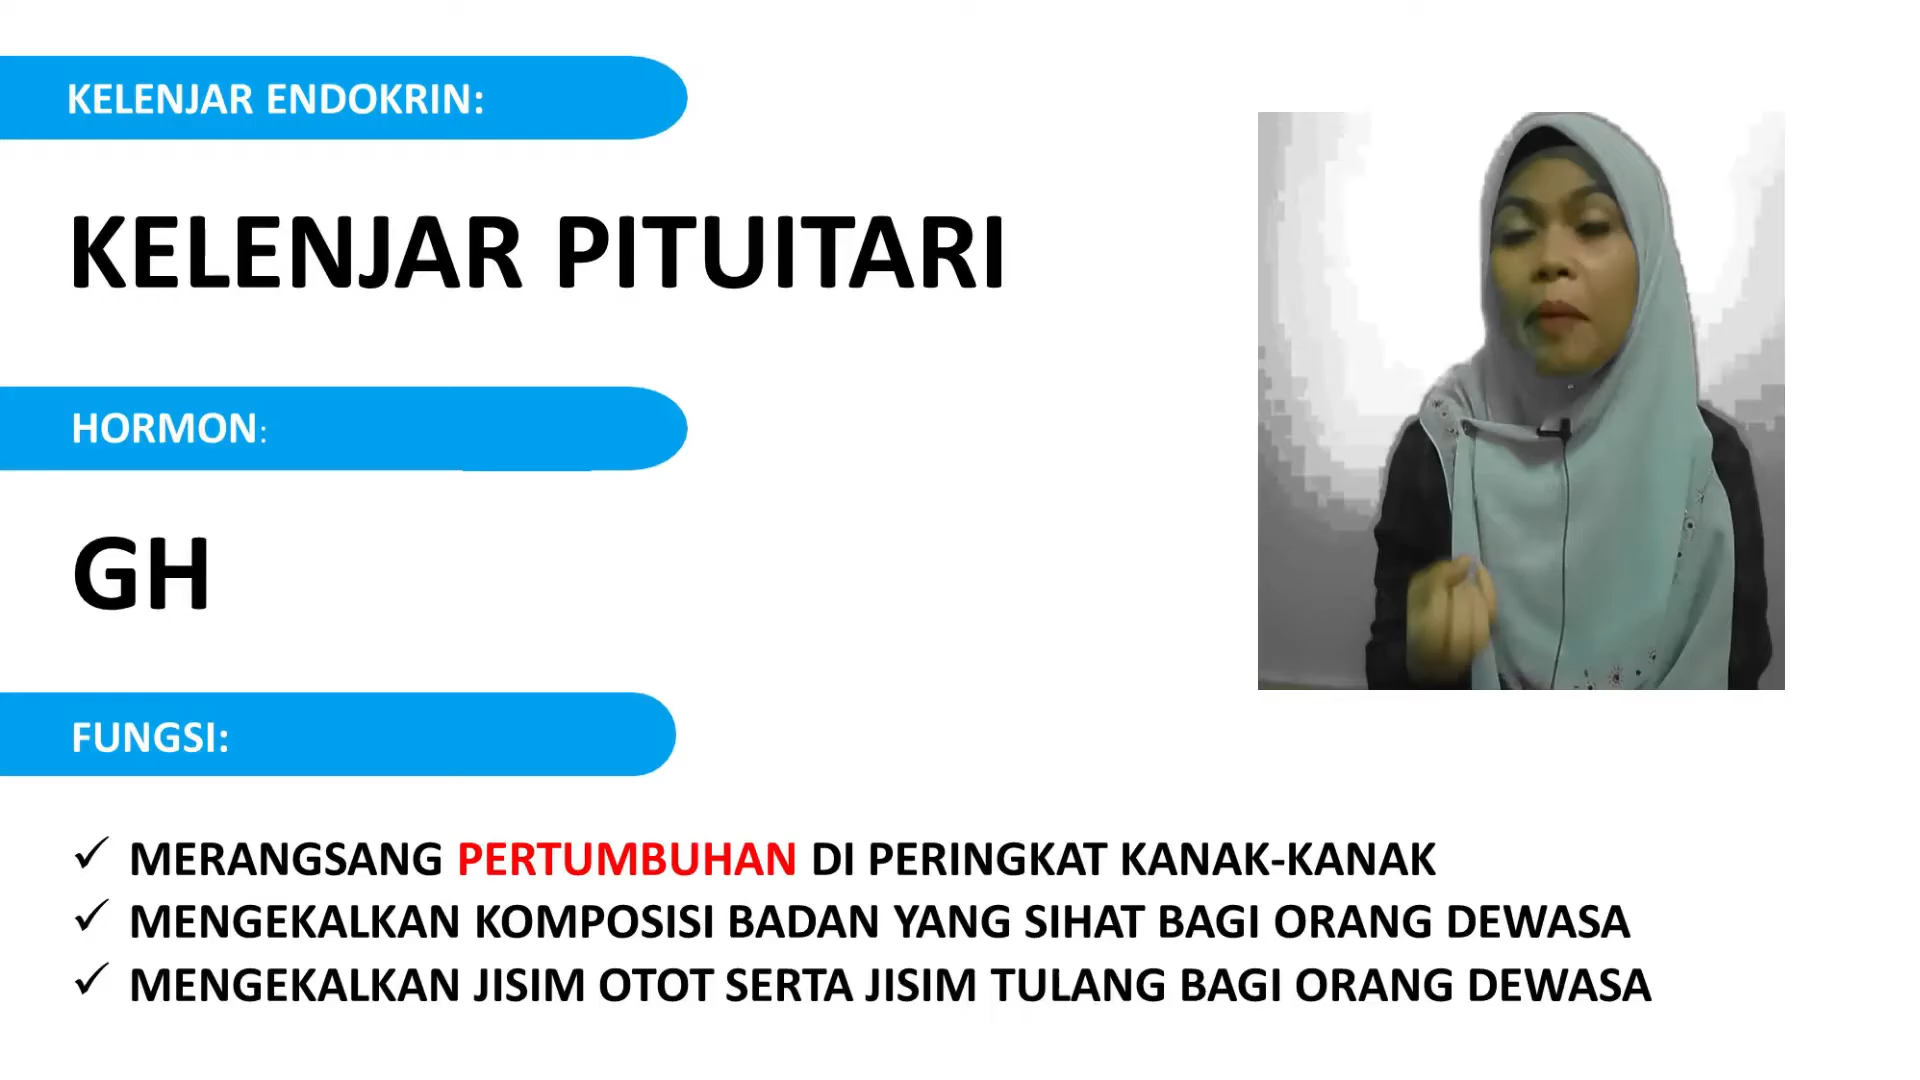 KELENJAR ENDOKRIN:
KELENJAR PITUITARI
HORMON:
GH
FUNGSI:
✓ MERANGSANG PERTUMBUHAN DI PERINGKAT KANAK-KANAK
✓ MENGEKALKAN KOMPOSISI BADAN YANG SIHAT BAGI ORANG DEWASA
✓ MENGEKALKAN JISIM OTOT SERTA JISIM TULANG BAGI ORANG DEWASA